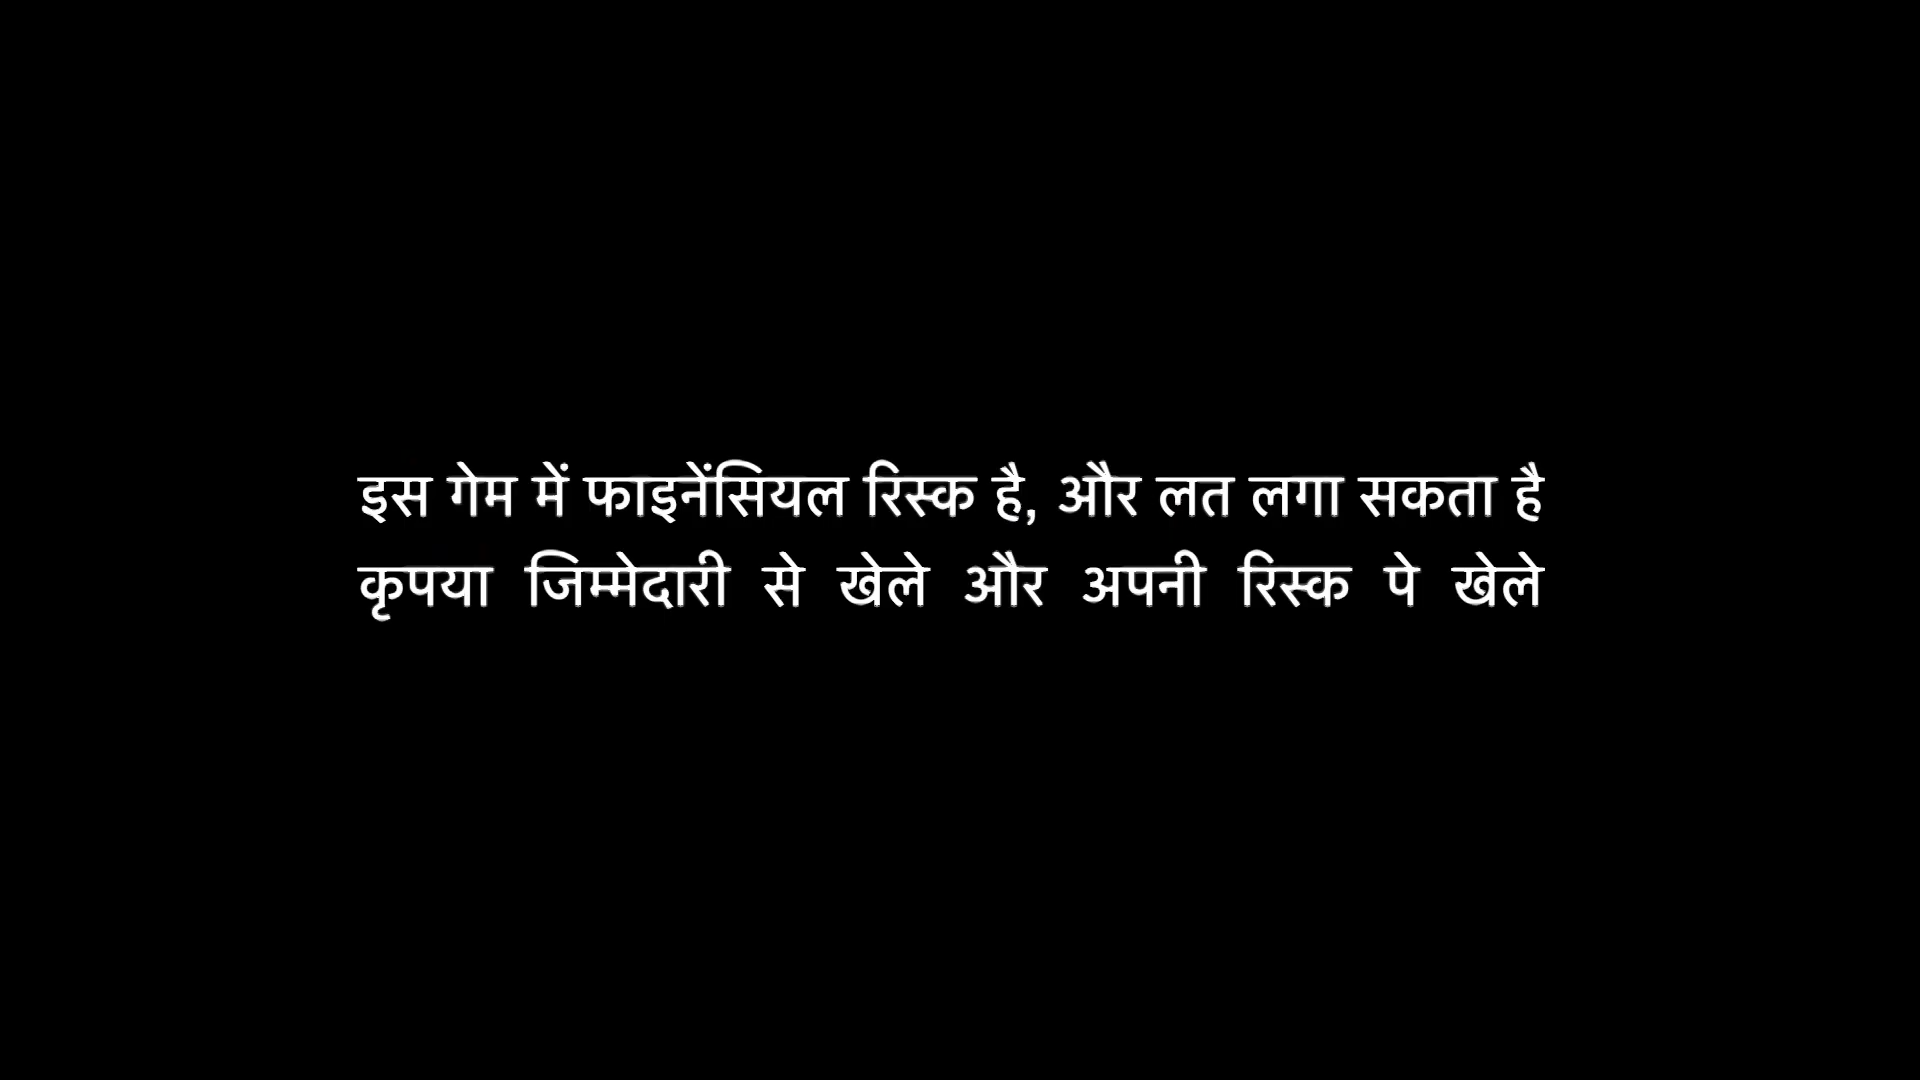 इस गेम में फाइनेंसियल रिस्क है, और लत लगा सकता है
कृपया जिम्मेदारी से खेले और अपनी रिस्क पे खेले